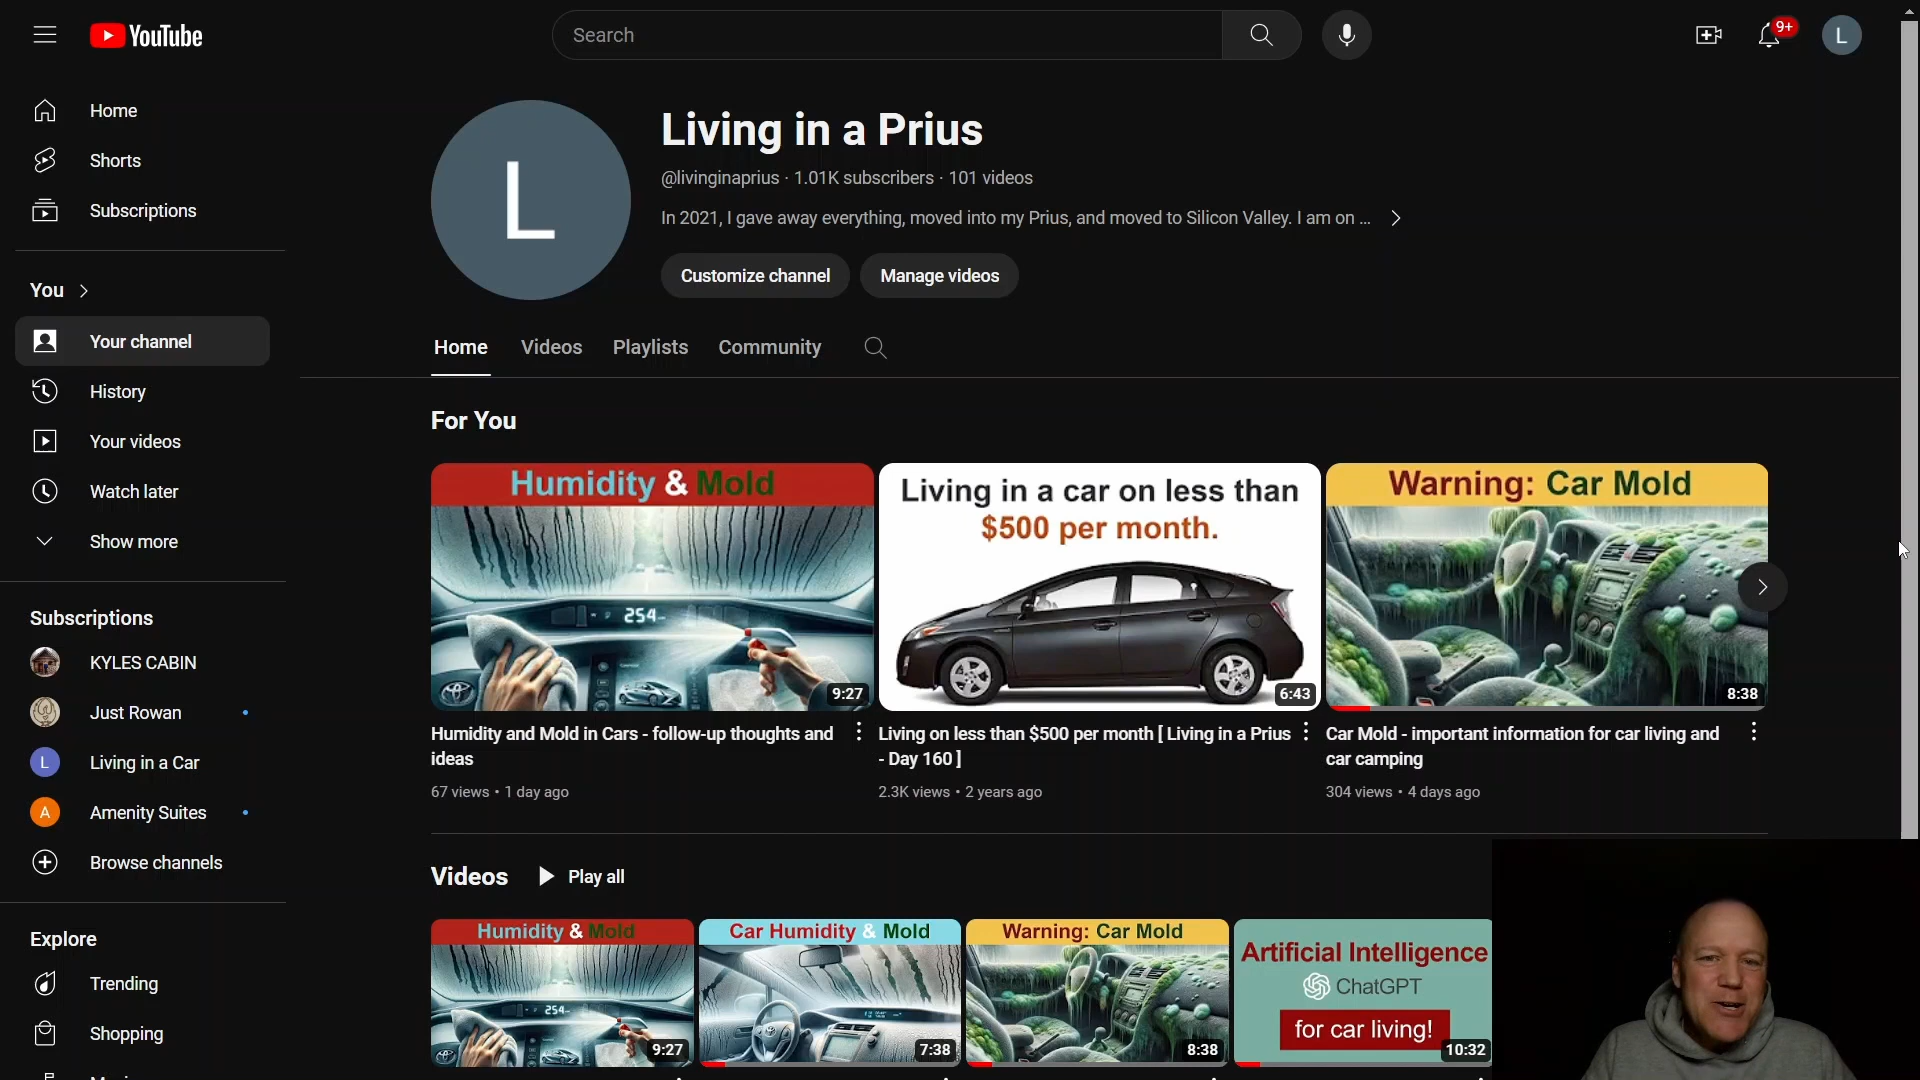 YouTube
Search
9+
L
Home
Shorts
Subscriptions
You
Your channel
History
Your videos
Watch later
Show more
Subscriptions
KYLES CABIN
Just Rowan
L
Living in a Car
A
Amenity Suites
Browse channels
Explore
Trending
Shopping
L
Living in a Prius
@livinginaprius · 1.01K subscribers · 101 videos
In 2021, I gave away everything, moved into my Prius, and moved to Silicon Valley. I am on ...
Customize channel
Manage videos
Home
Videos
Playlists
Community
For You
Humidity & Mold
254
9:27
Humidity and Mold in Cars - follow-up thoughts and
ideas
67 views • 1 day ago
Living in a car on less than
$500 per month.
6:43
Living on less than $500 per month [ Living in a Prius
- Day 160 ]
2.3K views • 2 years ago
Warning: Car Mold
8:38
Car Mold - important information for car living and
car camping
304 views • 4 days ago
Videos
Play all
Humidity & Mold
254
9:27
Car Humidity & Mold
7:38
Warning: Car Mold
8:38
Artificial Intelligence
ChatGPT
for car living!
10:32